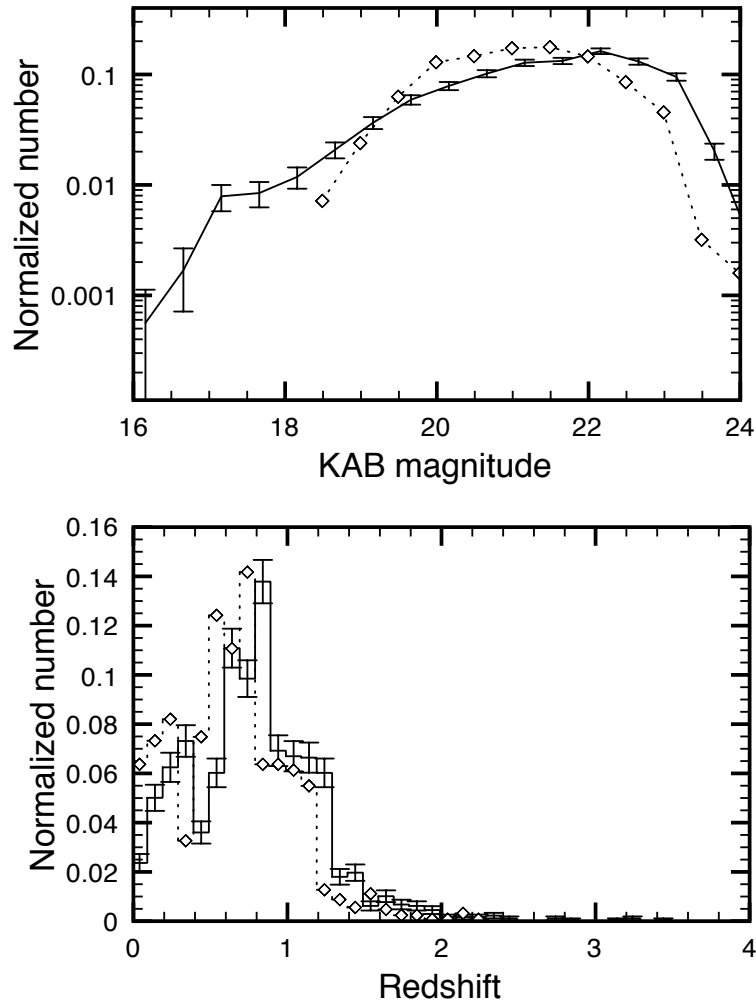 Normalized number
0.1
0.01
0.001
16 18 20 22 24
KAB magnitude
Normalized number
0.16
0.14
0.12
0.1
0.08
0.06
0.04
0.02
0
0 1 2 3 4
Redshift